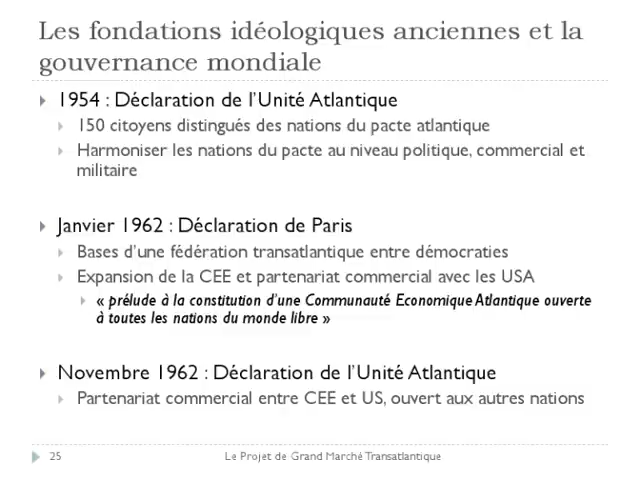 Les fondations idéologiques anciennes et la
gouvernance mondiale
1954 : Déclaration de l'Unité Atlantique
150 citoyens distingués des nations du pacte atlantique
Harmoniser les nations du pacte au niveau politique, commercial et
militaire
Janvier 1962 : Déclaration de Paris
Bases d'une fédération transatlantique entre démocraties
Expansion de la CEE et partenariat commercial avec les USA
« prélude à la constitution d'une Communauté Economique Atlantique ouverte
à toutes les nations du monde libre »
Novembre 1962 : Déclaration de l'Unité Atlantique
Partenariat commercial entre CEE et US, ouvert aux autres nations
25 Le Projet de Grand Marché Transatlantique